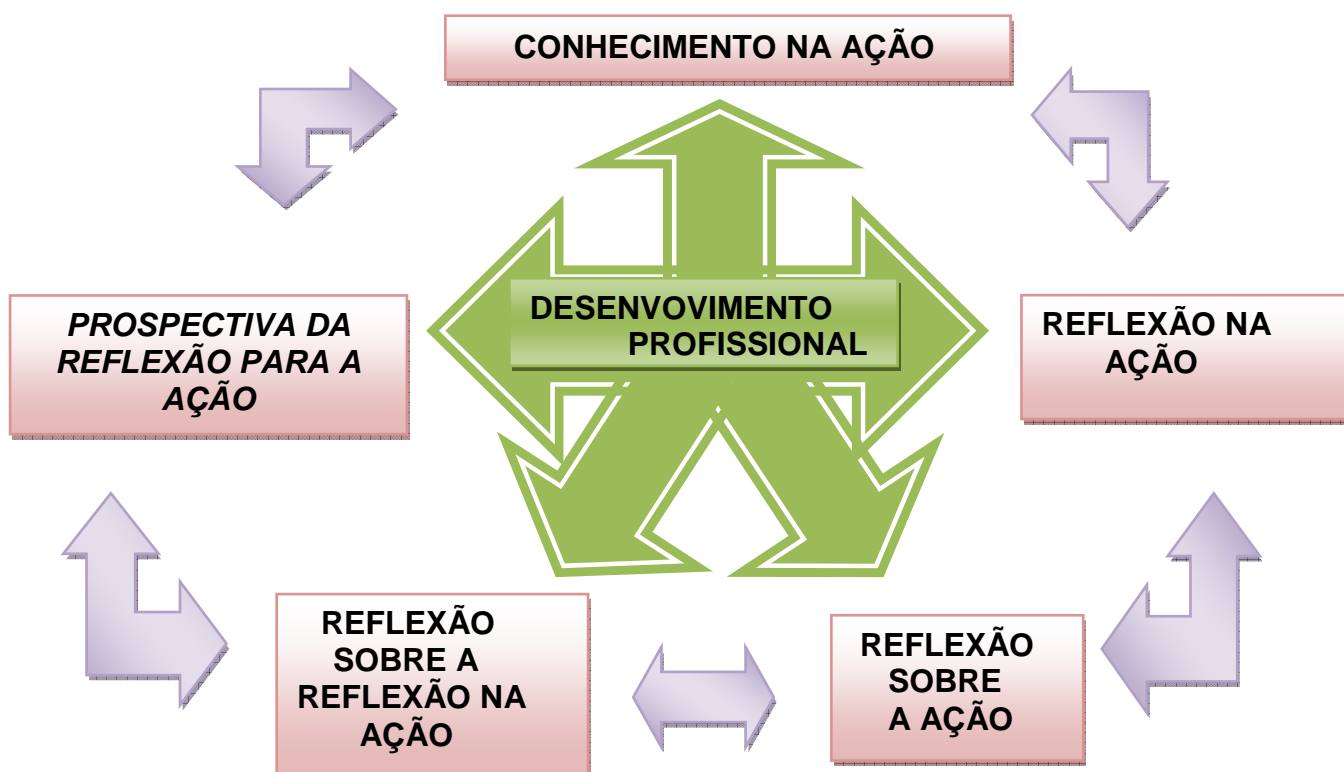 CONHECIMENTO NA AÇÃO
PROSPECTIVA DA
REFLEXÃO PARA A
AÇÃO
DESENVOVIMENTO
PROFISSIONAL
REFLEXÃO NA
AÇÃO
REFLEXÃO
SOBRE A
REFLEXÃO NA
AÇÃO
REFLEXÃO
SOBRE
A AÇÃO